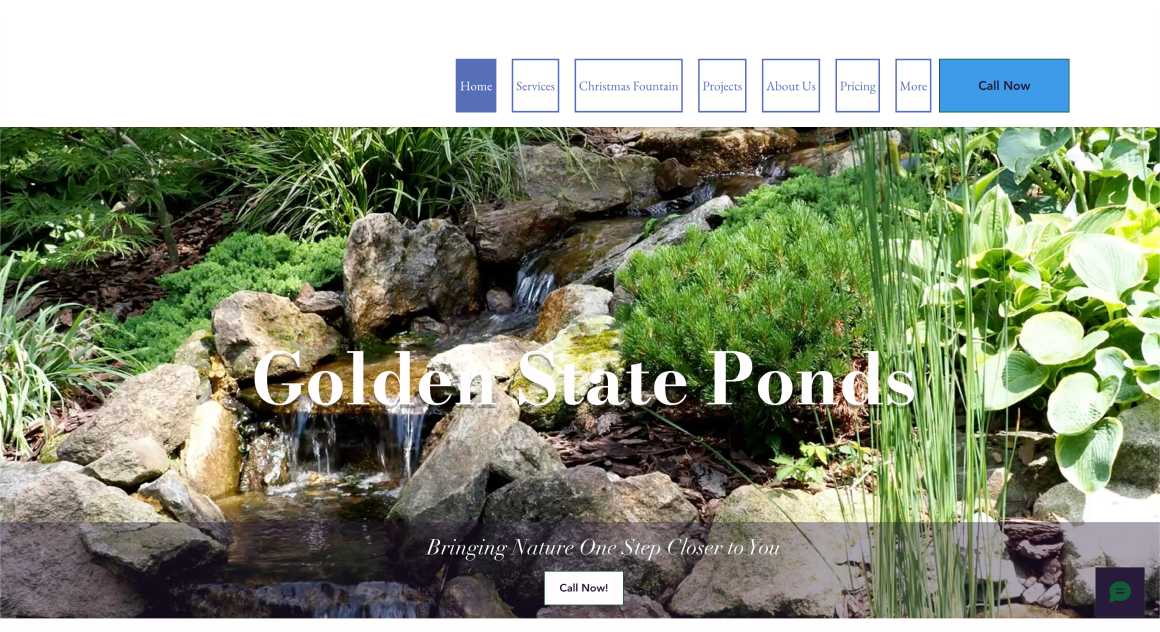 Home Services Christmas Fountain Projects About Us Pricing More Call Now
Golden State Ponds
Bringing Nature One Step Closer to You
Call Now!